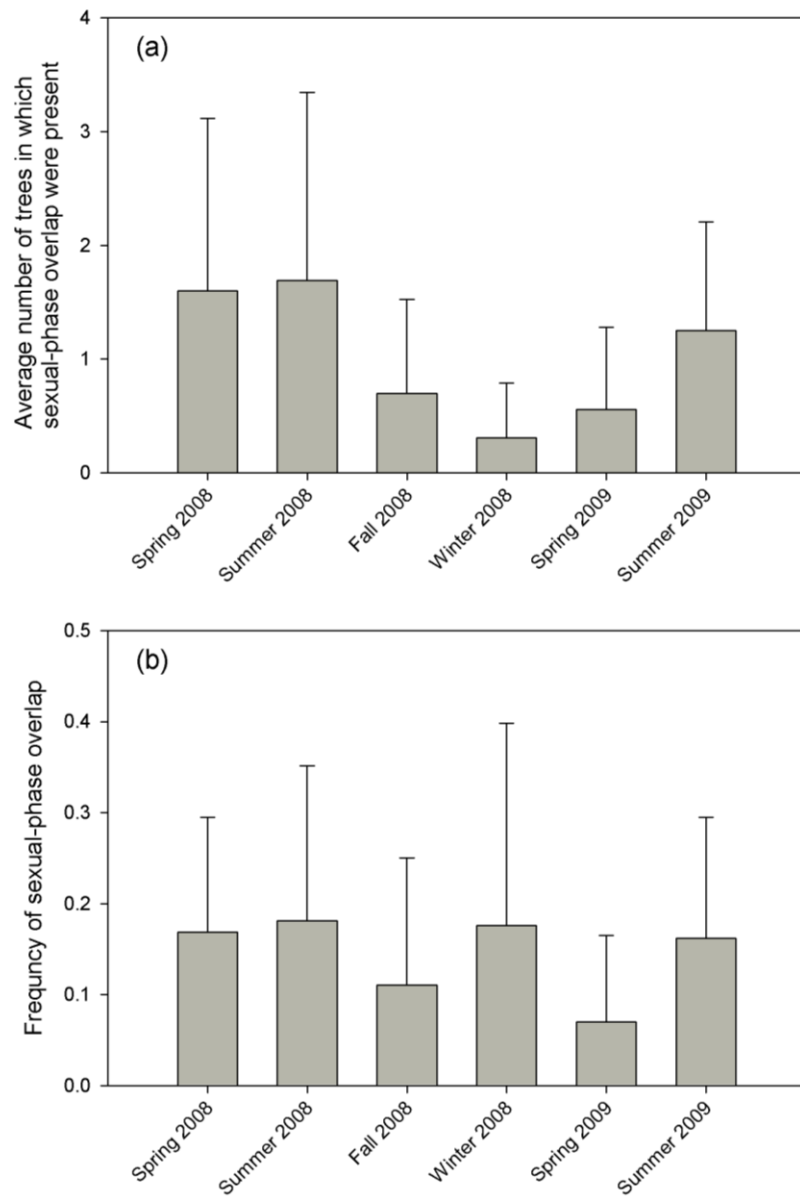 (a)
Average number of trees in which
sexual-phase overlap were present
4
3
2
1
0
Spring 2008
Summer 2008
Fall 2008
Winter 2008
Spring 2009
Summer 2009
(b)
Frequncy of sexual-phase overlap
0.5
0.4
0.3
0.2
0.1
0.0
Spring 2008
Summer 2008
Fall 2008
Winter 2008
Spring 2009
Summer 2009